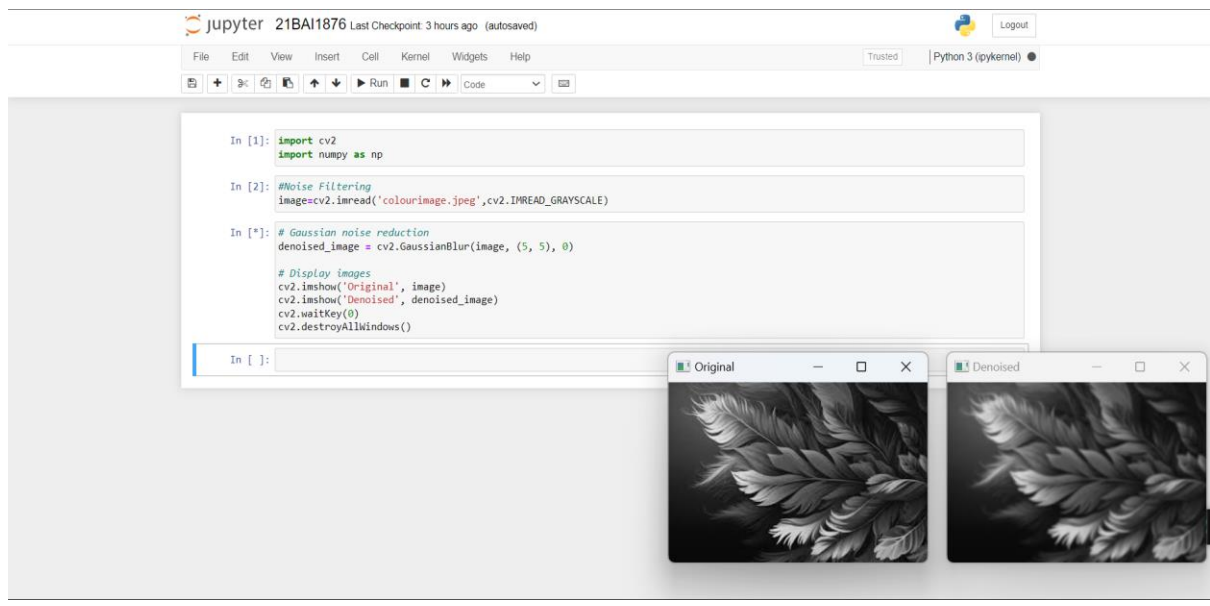 jupyter 21BAI1876 Last Checkpoint: 3 hours ago (autosaved) Logout
File Edit View Insert Cell Kernel Widgets Help Trusted Python 3 (ipykernel)
Run Code
In [1]: import cv2
import numpy as np
In [2]: #Noise Filtering
image=cv2.imread('colourimage.jpeg',cv2.IMREAD_GRAYSCALE)
In [*]: # Gaussian noise reduction
denoised_image = cv2.GaussianBlur(image, (5, 5), 0)
# Display images
cv2.imshow('Original', image)
cv2.imshow('Denoised', denoised_image)
cv2.waitKey(0)
cv2.destroyAllWindows()
In [ ]:
Original Denoised